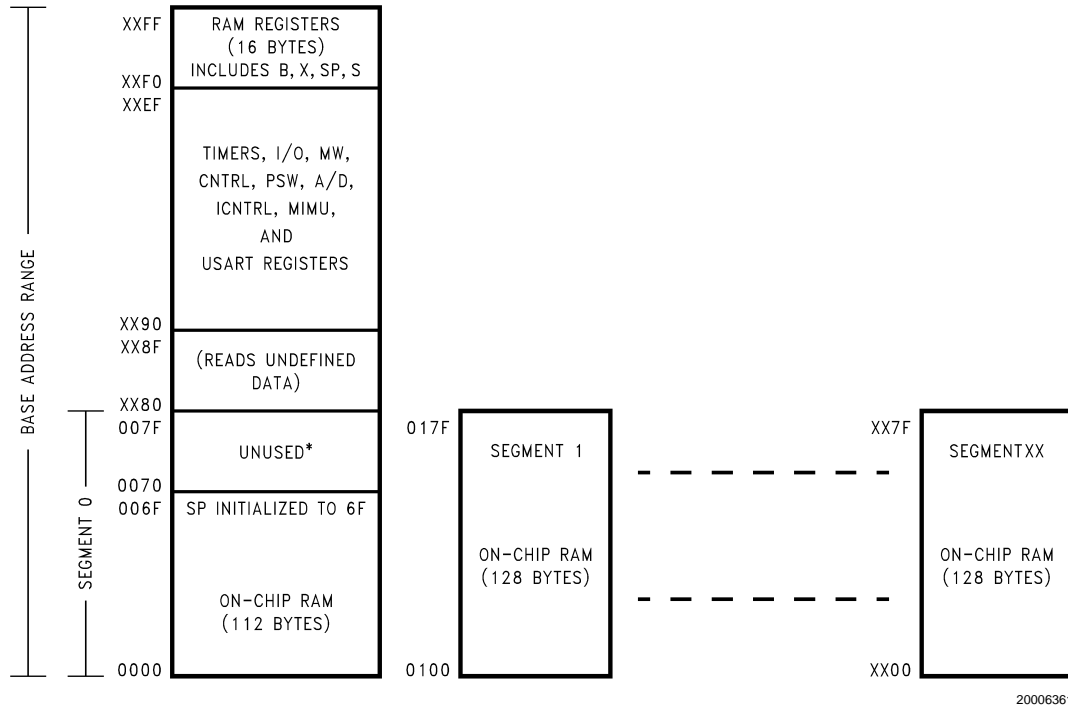 XXFF
RAM REGISTERS
(16 BYTES)
INCLUDES B, X, SP, S
XXF0
XXEF
TIMERS, I/O, MW,
CNTRL, PSW, A/D,
ICNTRL, MIMU,
AND
USART REGISTERS
XX90
XX8F
(READS UNDEFINED
DATA)
XX80
007F
UNUSED*
0070
006F
SP INITIALIZED TO 6F
ON-CHIP RAM
(112 BYTES)
0000
BASE ADDRESS RANGE
SEGMENT 0
017F
SEGMENT 1
ON-CHIP RAM
(128 BYTES)
0100
XX7F
SEGMENTXX
ON-CHIP RAM
(128 BYTES)
XX00